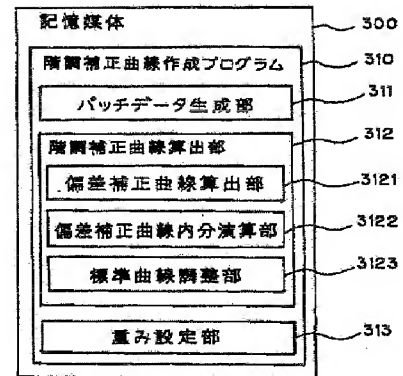 記憶媒体 300
階調補正曲線作成プログラム 310
パッチデータ生成部 311
階調補正曲線算出部 312
偏差補正曲線算出部 3121
偏差補正曲線内分演算部 3122
標準曲線調整部 3123
重み設定部 313